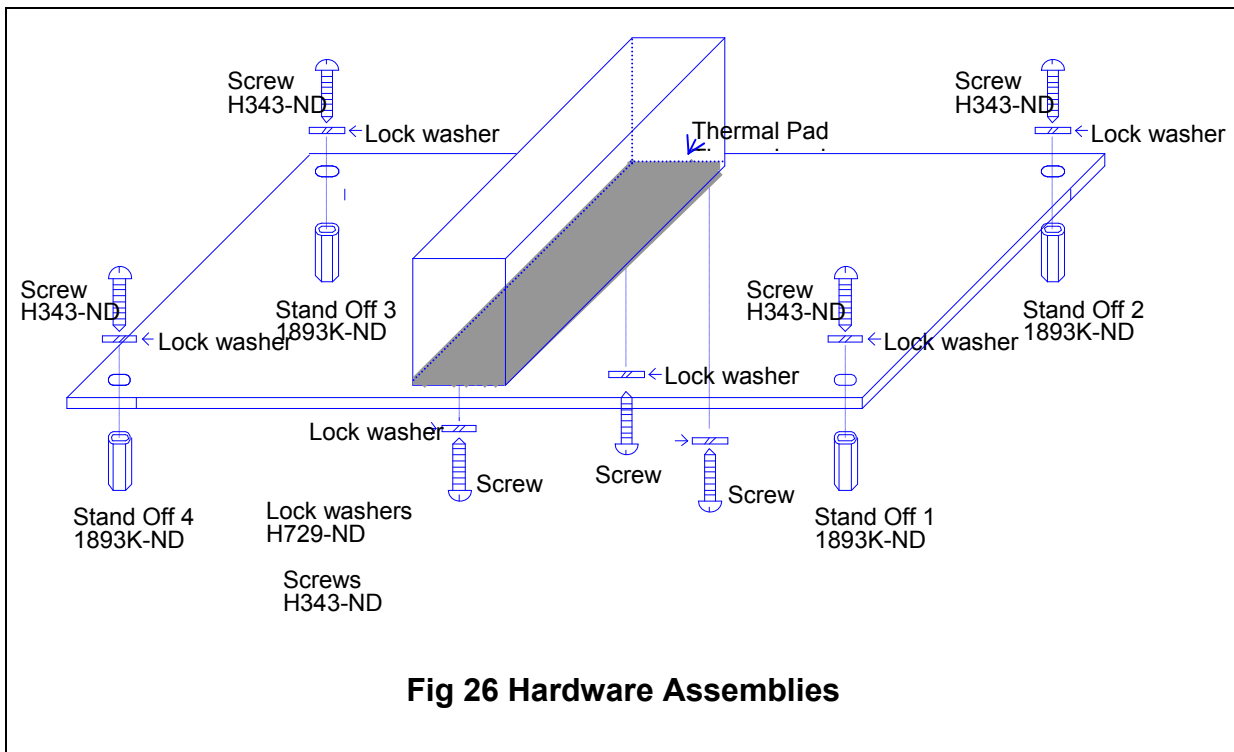 Screw
H343-ND
Lock washer
Thermal Pad
Screw
H343-ND
Lock washer
Screw
H343-ND
Lock washer
Stand Off 3
1893K-ND
Screw
H343-ND
Lock washer
Stand Off 2
1893K-ND
Lock washer
Lock washer
Screw
Screw
Screw
Stand Off 4
1893K-ND
Lock washers
H729-ND
Stand Off 1
1893K-ND
Screws
H343-ND
Fig 26 Hardware Assemblies